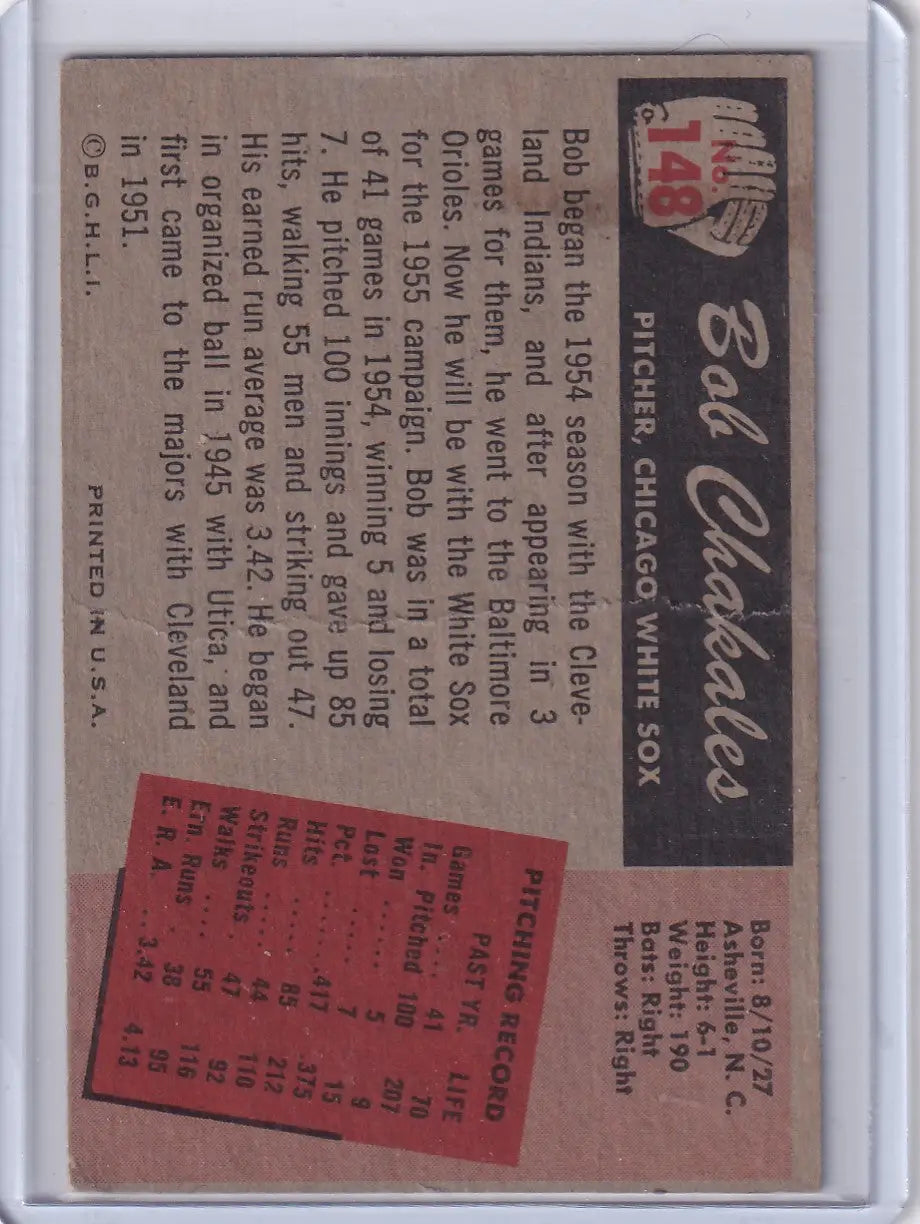 No.
148
Bob Chakales
PITCHER, CHICAGO WHITE SOX
Born: 8/10/27
Asheville, N. C.
Height: 6-1
Weight: 190
Bats: Right
Throws: Right
Bob began the 1954 season with the Cleve-
land Indians, and after appearing in 3
games for them, he went to the Baltimore
Orioles. Now he will be with the White Sox
for the 1955 campaign. Bob was in a total
of 41 games in 1954, winning 5 and losing
7. He pitched 100 innings and gave up 85
hits, walking 55 men and striking out 47.
His earned run average was 3.42. He began
in organized ball in 1945 with Utica, and
first came to the majors with Cleveland
in 1951.
© B.G.H.L.I. PRINTED IN U.S.A.
PITCHING RECORD
PAST YR. LIFE
Games .... 41 70
In. Pitched 100 207
Won ...... 5 9
Lost ..... 7 15
Pct. ...... .417 .375
Hits ..... 85 212
Runs ..... 44 110
Strikeouts . 47 92
Walks .... 55 116
Ern. Runs . 38 95
E. R. A. .. 3.42 4.13